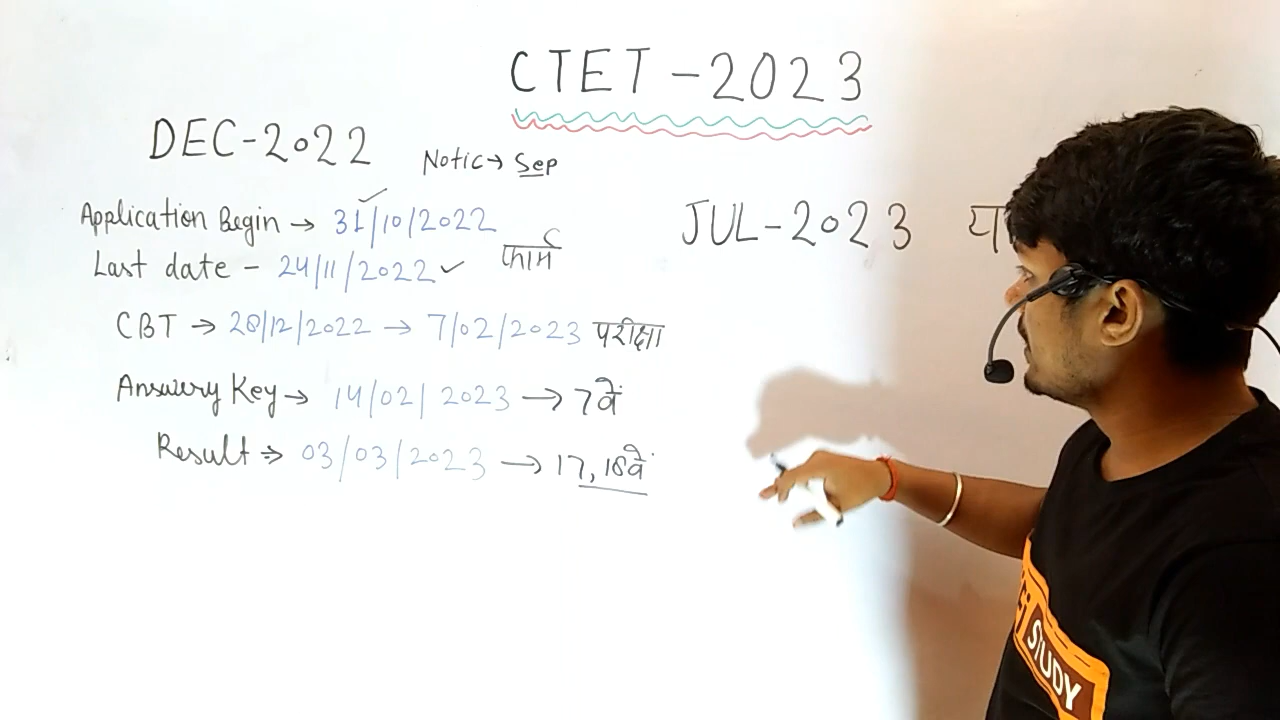 CTET - 2023
DEC-2022
Notic → Sep
Application Begin → 31/10/2022
Last date - 24/11/2022
फार्म
CBT → 28/12/2022 → 7/02/2023 परीक्षा
Answery Key → 14/02/2023 → 7वें
Result → 03/03/2023 → 17, 18वें
JUL-2023
STUDY